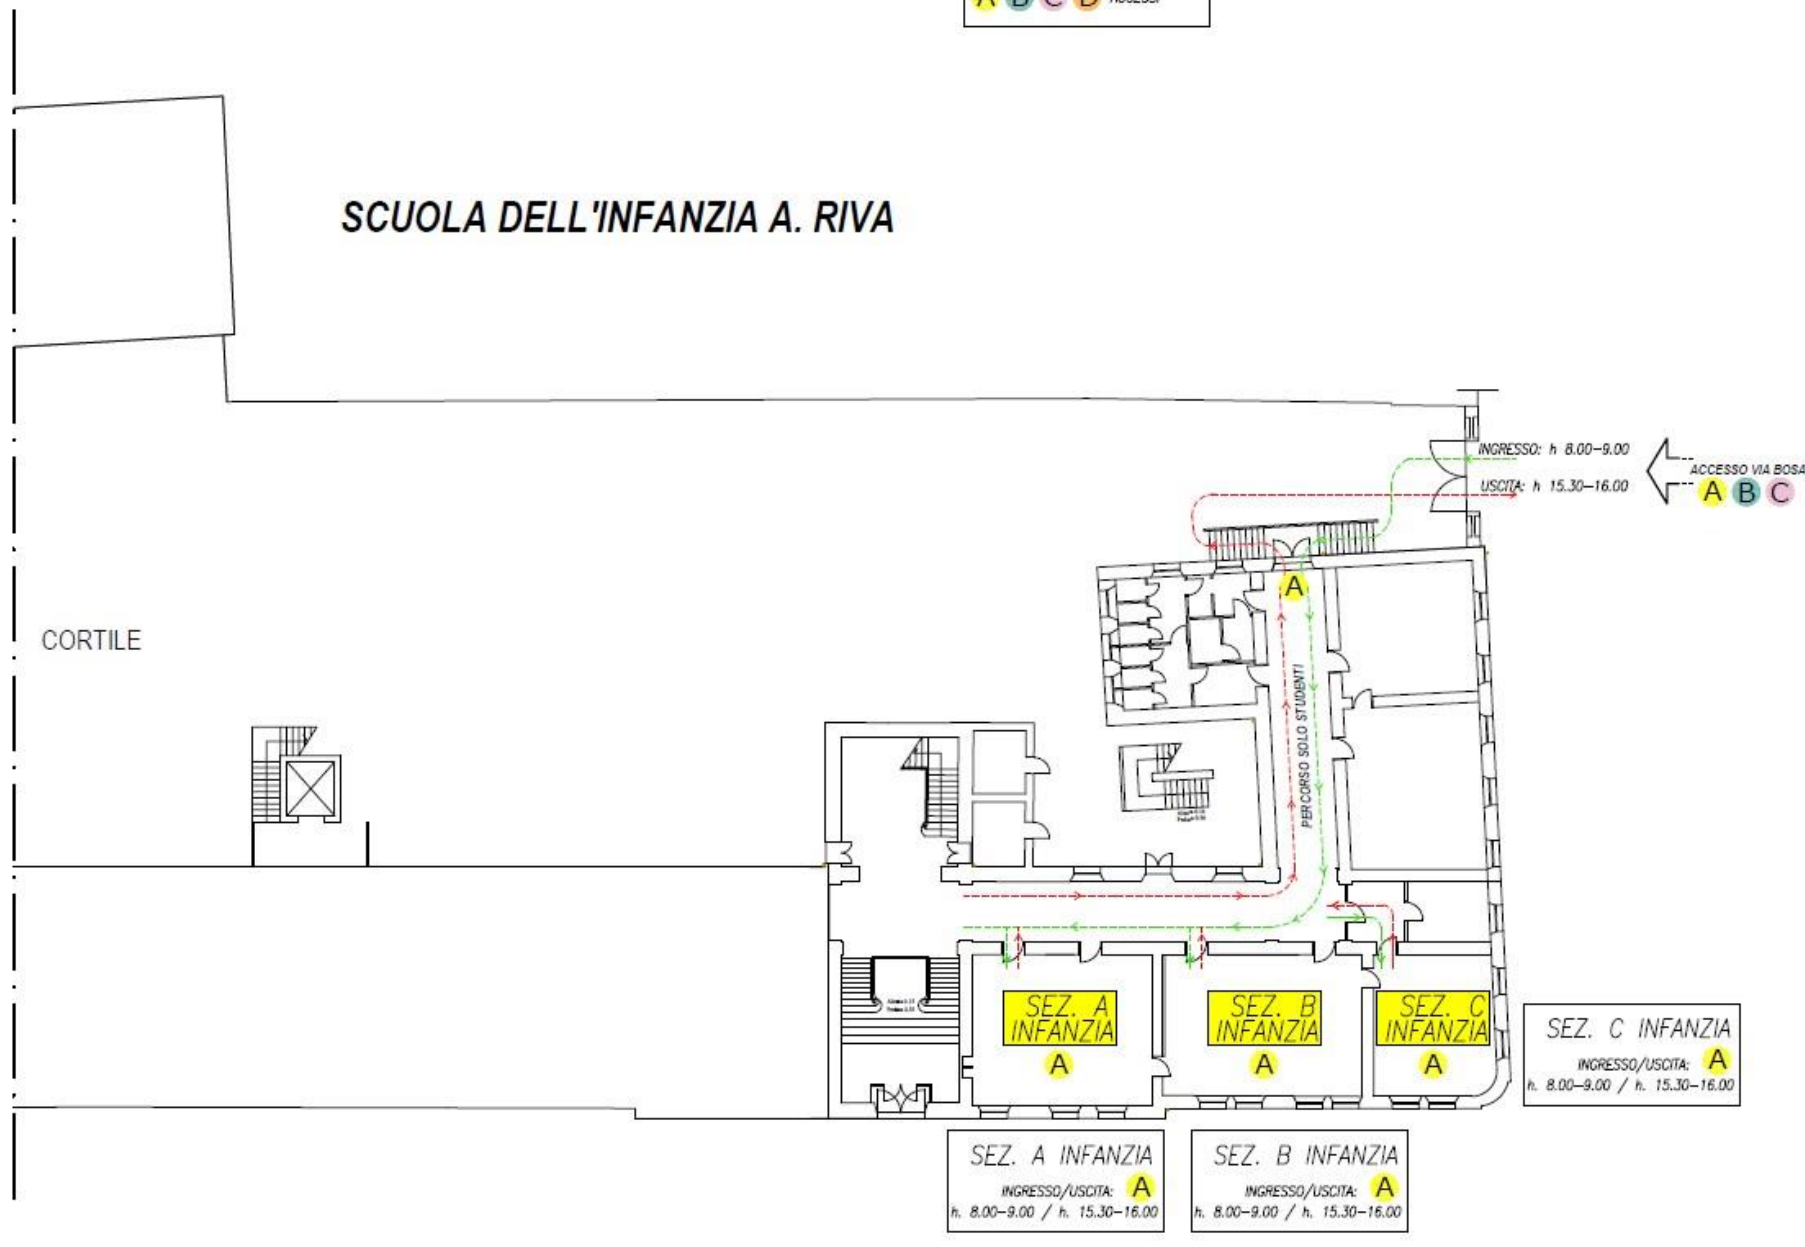 A B C D ACCESSI
SCUOLA DELL'INFANZIA A. RIVA
INGRESSO: h 8.00-9.00
USCITA: h 15.30-16.00
ACCESSO VIA BOSA
A B C
A
PERCORSO SOLO STUDENTI
CORTILE
SEZ. A
INFANZIA
A
SEZ. B
INFANZIA
A
SEZ. C
INFANZIA
A
SEZ. C INFANZIA
INGRESSO/USCITA: A
h. 8.00-9.00 / h. 15.30-16.00
SEZ. A INFANZIA
INGRESSO/USCITA: A
h. 8.00-9.00 / h. 15.30-16.00
SEZ. B INFANZIA
INGRESSO/USCITA: A
h. 8.00-9.00 / h. 15.30-16.00